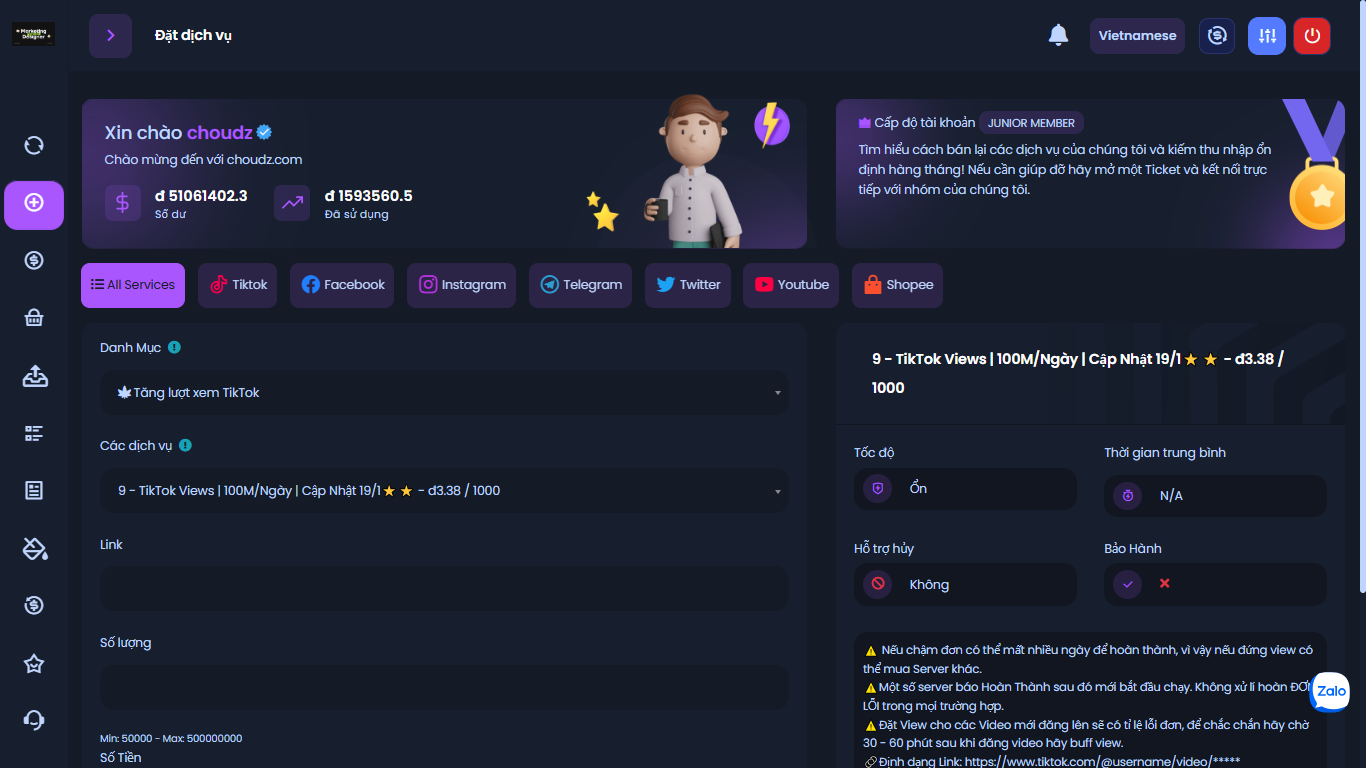 Marketing
Designer
Đặt dịch vụ
Vietnamese
Xin chào choudz
Chào mừng đến với choudz.com
đ 51061402.3
Số dư
đ 1593560.5
Đã sử dụng
Cấp độ tài khoản JUNIOR MEMBER
Tìm hiểu cách bán lại các dịch vụ của chúng tôi và kiếm thu nhập ổn
định hàng tháng! Nếu cần giúp đỡ hãy mở một Ticket và kết nối trực
tiếp với nhóm của chúng tôi.
All Services
Tiktok
Facebook
Instagram
Telegram
Twitter
Youtube
Shopee
Danh Mục
Tăng lượt xem TikTok
Các dịch vụ
9 - TikTok Views | 100M/Ngày | Cập Nhật 19/1⭐ ⭐ - đ3.38 / 1000
Link
Số lượng
Min: 50000 - Max: 500000000
Số Tiền
9 - TikTok Views | 100M/Ngày | Cập Nhật 19/1⭐ ⭐ - đ3.38 /
1000
Tốc độ
Ổn
Thời gian trung bình
N/A
Hỗ trợ hủy
Không
Bảo Hành
⚠️ Nếu chậm đơn có thể mất nhiều ngày để hoàn thành, vì vậy nếu đứng view có
thể mua Server khác.
⚠️Một số server báo Hoàn Thành sau đó mới bắt đầu chạy. Không xử lí hoàn ĐƠN
LỖI trong mọi trường hợp.
⚠️Đặt View cho các Video mới đăng lên sẽ có tỉ lệ lỗi đơn, để chắc chắn hãy chờ
30 - 60 phút sau khi đăng video hãy buff view.
🔗Định dạng Link: https://www.tiktok.com/@username/video/*****
Zalo